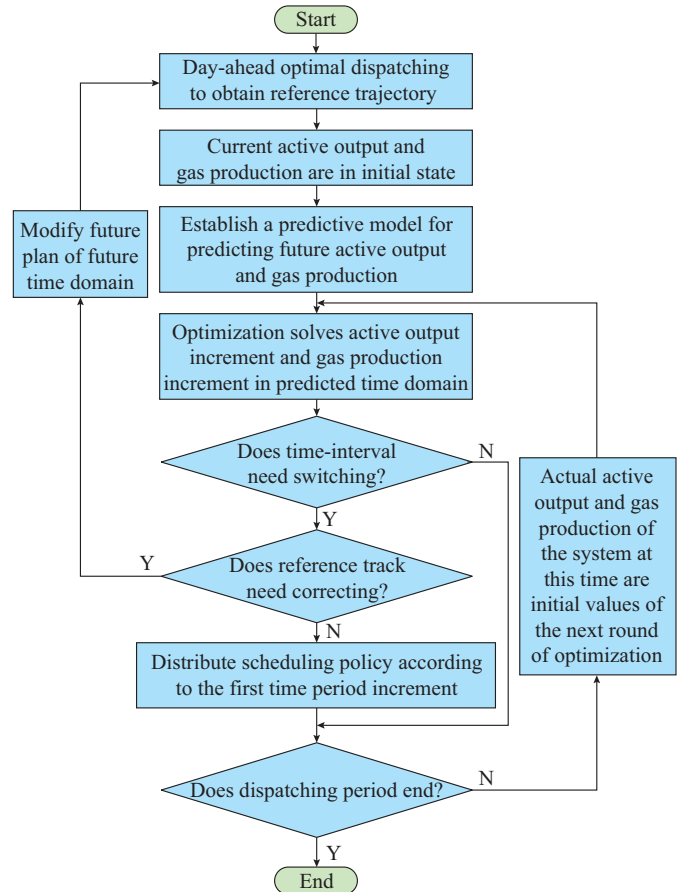 Start
Day-ahead optimal dispatching
to obtain reference trajectory
Current active output and
gas production are in initial state
Modify future
plan of future
time domain
Establish a predictive model for
predicting future active output
and gas production
Optimization solves active output
increment and gas production
increment in predicted time domain
Does time-interval
need switching?
N
Y
Actual active
output and gas
production of
the system at
this time are
initial values of
the next round
of optimization
Y
Does reference track
need correcting?
N
Distribute scheduling policy according
to the first time period increment
Does dispatching period end?
N
Y
End